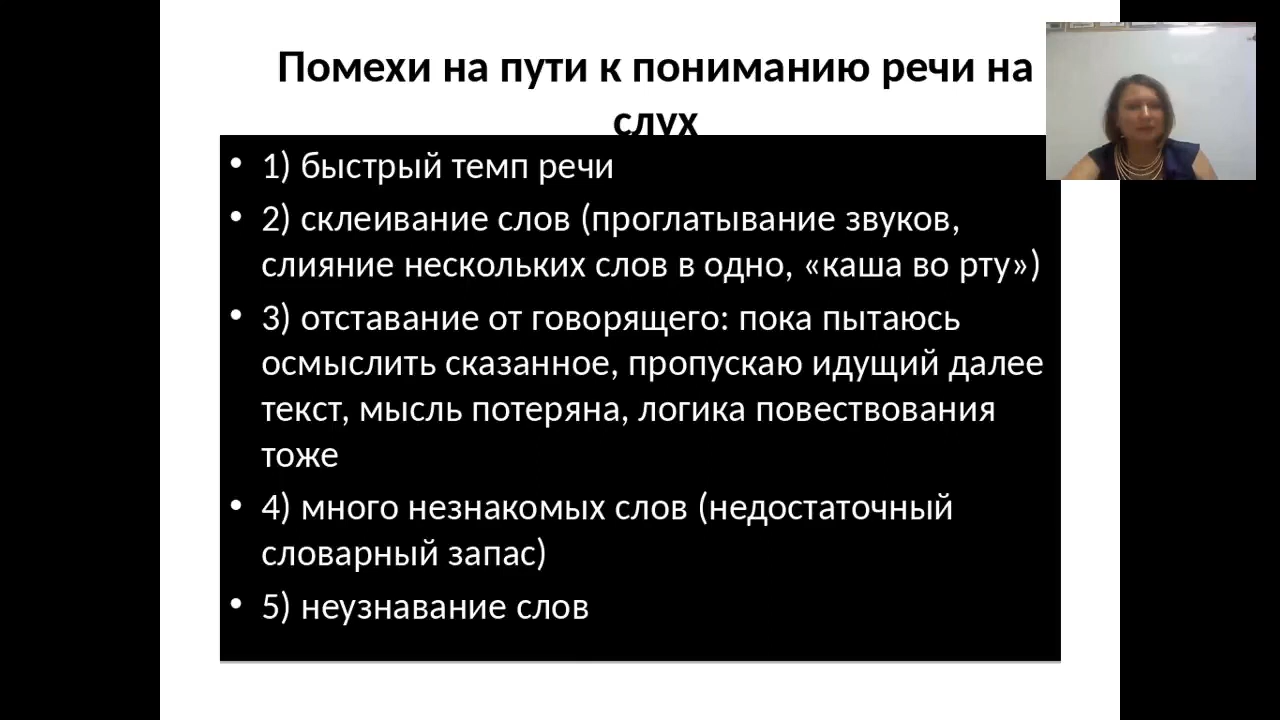 Помехи на пути к пониманию речи на
слух
• 1) быстрый темп речи
• 2) склеивание слов (проглатывание звуков,
слияние нескольких слов в одно, «каша во рту»)
• 3) отставание от говорящего: пока пытаюсь
осмыслить сказанное, пропускаю идущий далее
текст, мысль потеряна, логика повествования
тоже
• 4) много незнакомых слов (недостаточный
словарный запас)
• 5) неузнавание слов